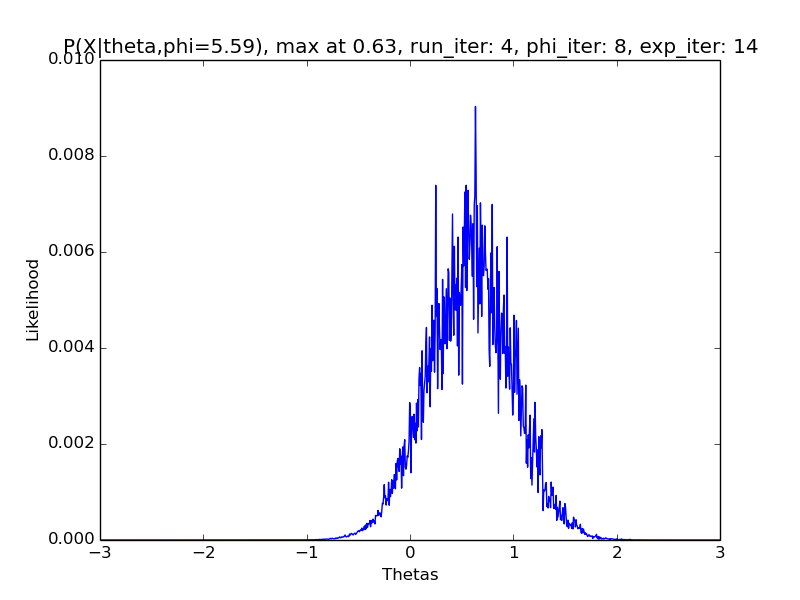 P(X|theta,phi=5.59), max at 0.63, run_iter: 4, phi_iter: 8, exp_iter: 14
0.010
0.008
0.006
0.004
0.002
0.000
Likelihood
−3 −2 −1 0 1 2 3
Thetas